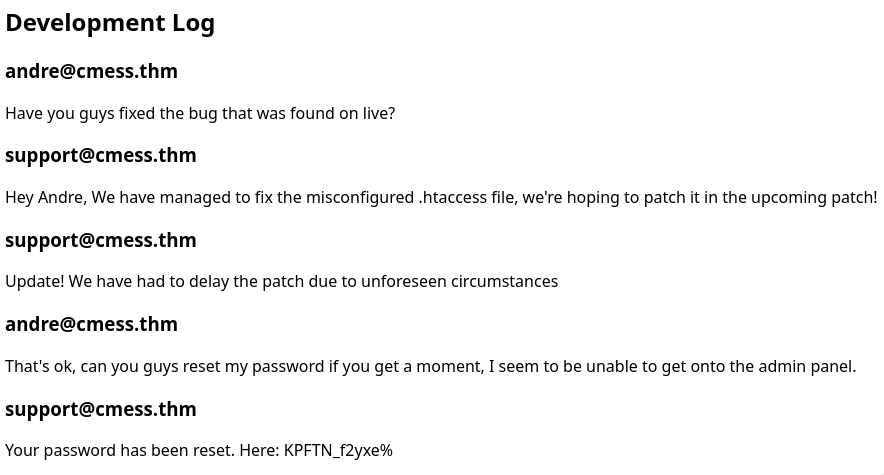 Development Log
andre@cmess.thm
Have you guys fixed the bug that was found on live?
support@cmess.thm
Hey Andre, We have managed to fix the misconfigured .htaccess file, we're hoping to patch it in the upcoming patch!
support@cmess.thm
Update! We have had to delay the patch due to unforeseen circumstances
andre@cmess.thm
That's ok, can you guys reset my password if you get a moment, I seem to be unable to get onto the admin panel.
support@cmess.thm
Your password has been reset. Here: KPFTN_f2yxe%